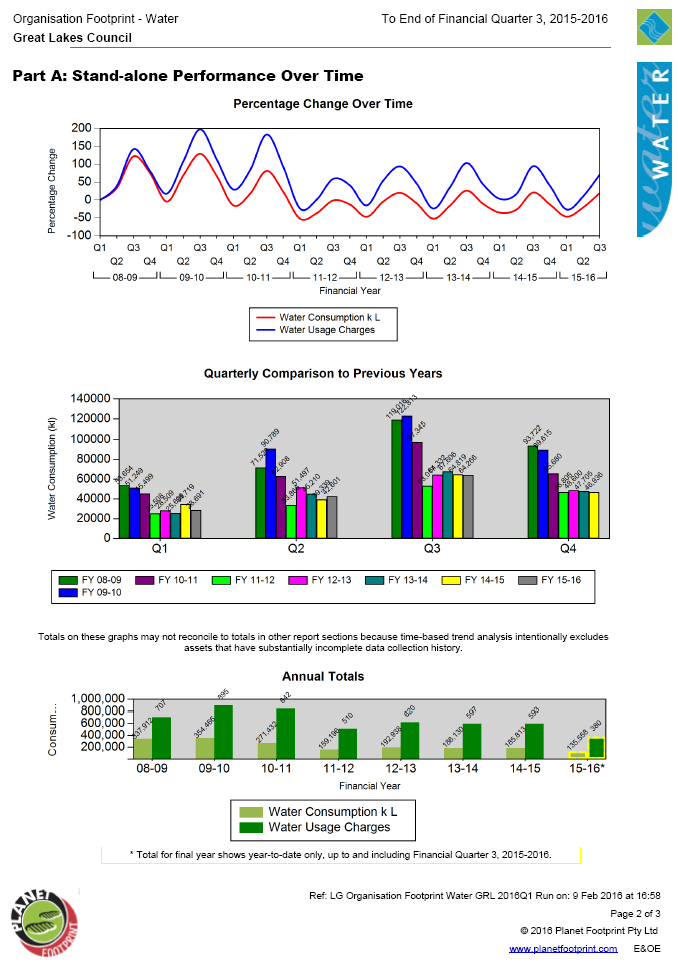 Organisation Footprint - Water
To End of Financial Quarter 3, 2015-2016
Great Lakes Council
WATER
water
Part A: Stand-alone Performance Over Time
Percentage Change Over Time
Percentage Change
200
150
100
50
0
-50
-100
Q1 Q3 Q1 Q3 Q1 Q3 Q1 Q3 Q1 Q3 Q1 Q3 Q1 Q3 Q1 Q3
Q2 Q4 Q2 Q4 Q2 Q4 Q2 Q4 Q2 Q4 Q2 Q4 Q2 Q4 Q2
08-09 09-10 10-11 11-12 12-13 13-14 14-15 15-16
Financial Year
Water Consumption k L
Water Usage Charges
Quarterly Comparison to Previous Years
Water Consumption (kl)
140000
120000
100000
80000
60000
40000
20000
0
90,789
93,722
Q1 Q2 Q3 Q4
FY 08-09 FY 10-11 FY 11-12 FY 12-13 FY 13-14 FY 14-15 FY 15-16
FY 09-10
Totals on these graphs may not reconcile to totals in other report sections because time-based trend analysis intentionally excludes
assets that have substantially incomplete data collection history.
Annual Totals
Consum...
1,000,000
800,000
600,000
400,000
200,000
707
354,466 895
271,432 842
510
620
597
593
135,558 380
08-09 09-10 10-11 11-12 12-13 13-14 14-15 15-16*
Financial Year
Water Consumption k L
Water Usage Charges
* Total for final year shows year-to-date only, up to and including Financial Quarter 3, 2015-2016.
PLANET
FOOTPRINT
Ref: LG Organisation Footprint Water GRL 2016Q1 Run on: 9 Feb 2016 at 16:58
Page 2 of 3
© 2016 Planet Footprint Pty Ltd
www.planetfootprint.com E&OE